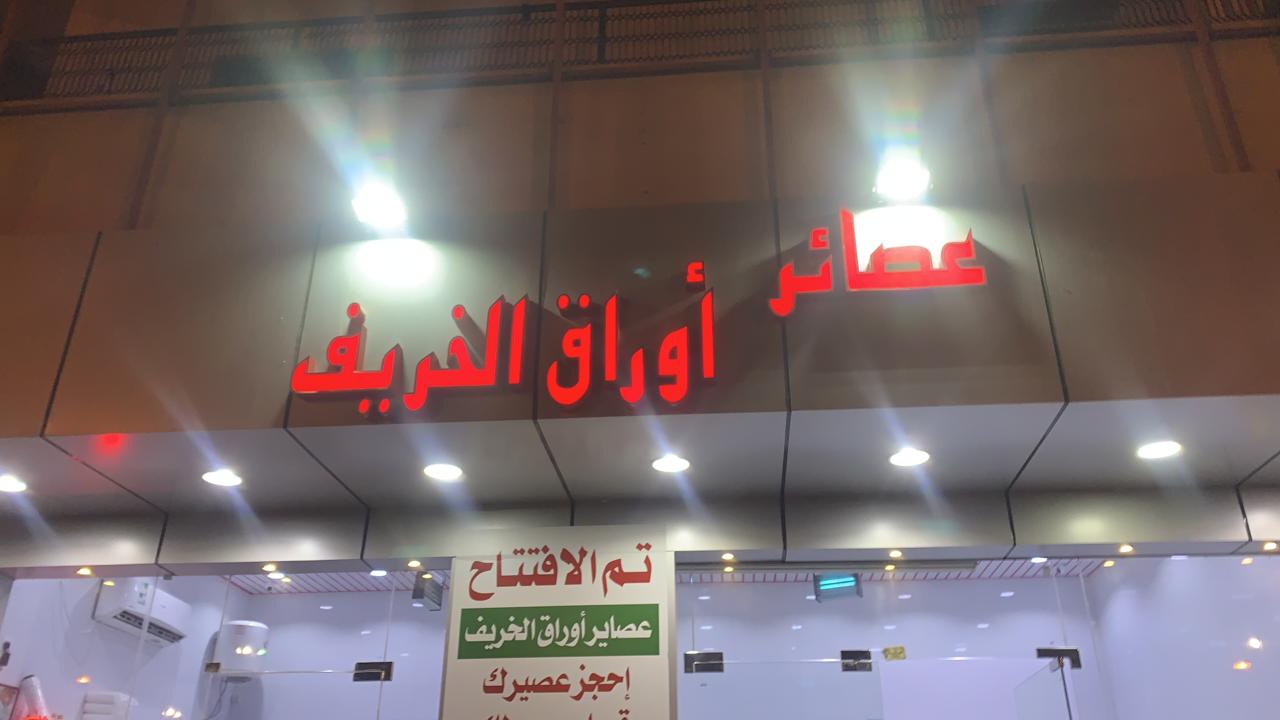 عصائر
أوراق الخريف
تم الافتتاح
عصاير أوراق الخريف
إحجز عصيرك